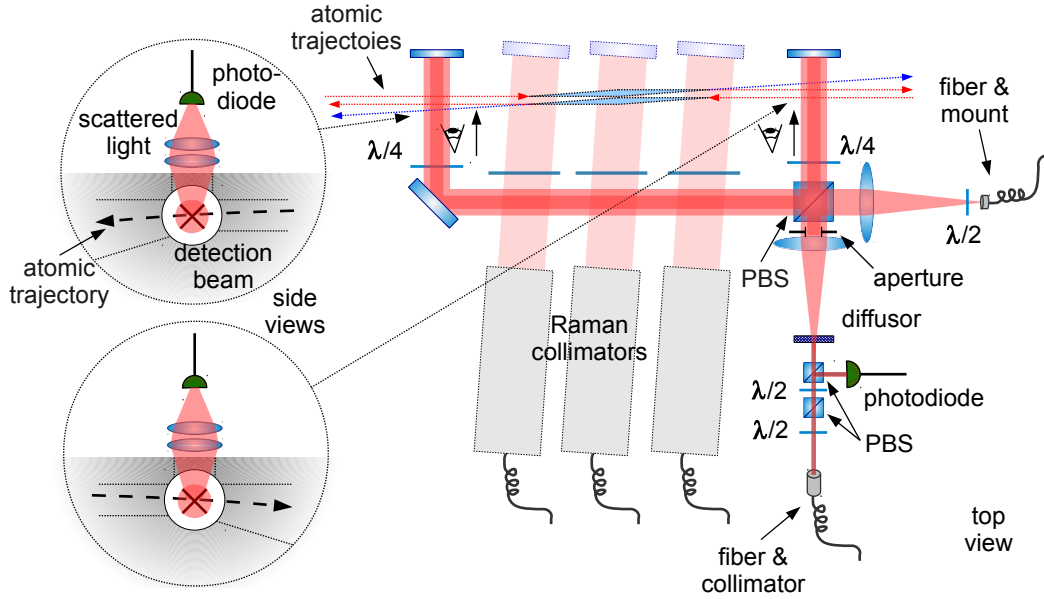 atomic
trajectoies
photo-
diode
scattered
light
λ/4
λ/4
fiber &
mount
λ/2
detection
beam
atomic
trajectory
PBS
aperture
side
views
Raman
collimators
diffusor
λ/2
photodiode
λ/2
PBS
fiber &
collimator
top
view